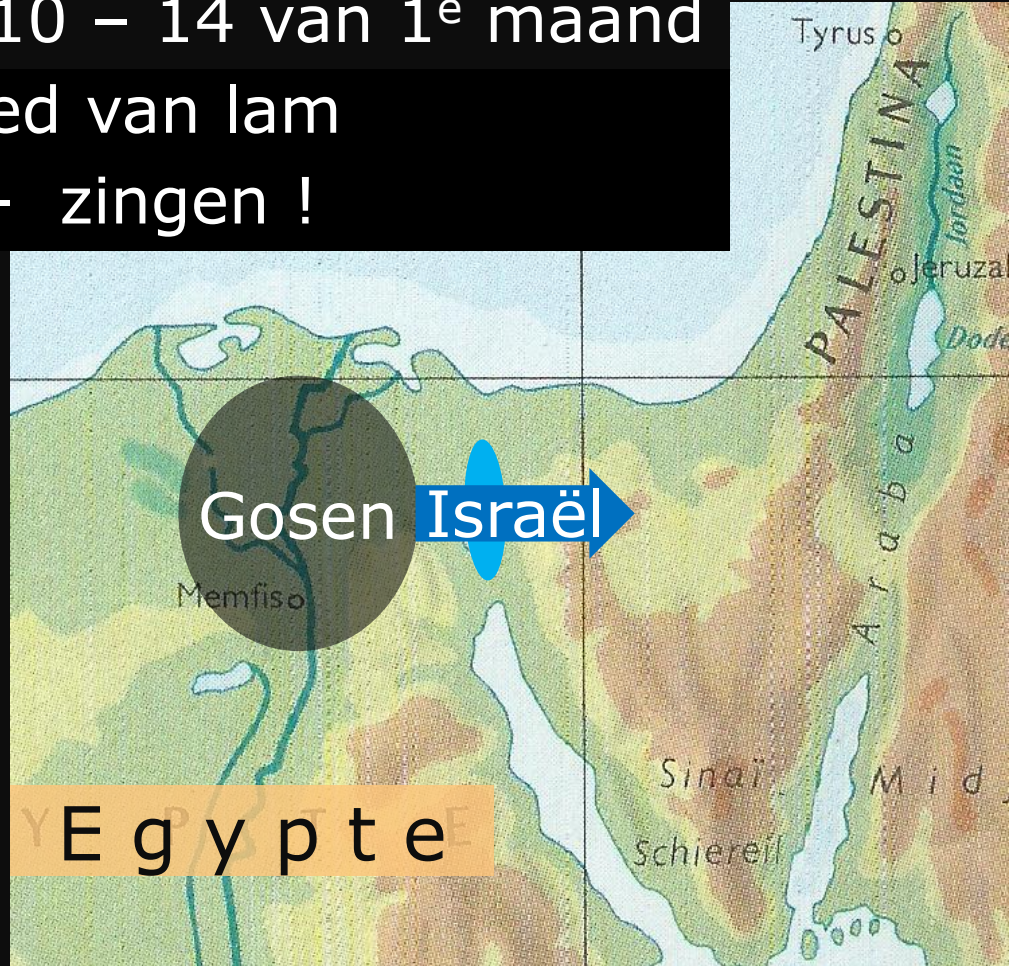 10 – 14 van 1e maand
ed van lam
- zingen !
Tyrus
PALESTINA
Jordaan
Jeruzal
Dode
Gosen Israël
Memfis
Araba
Sinaï
Mid
Schiereil
Egypte